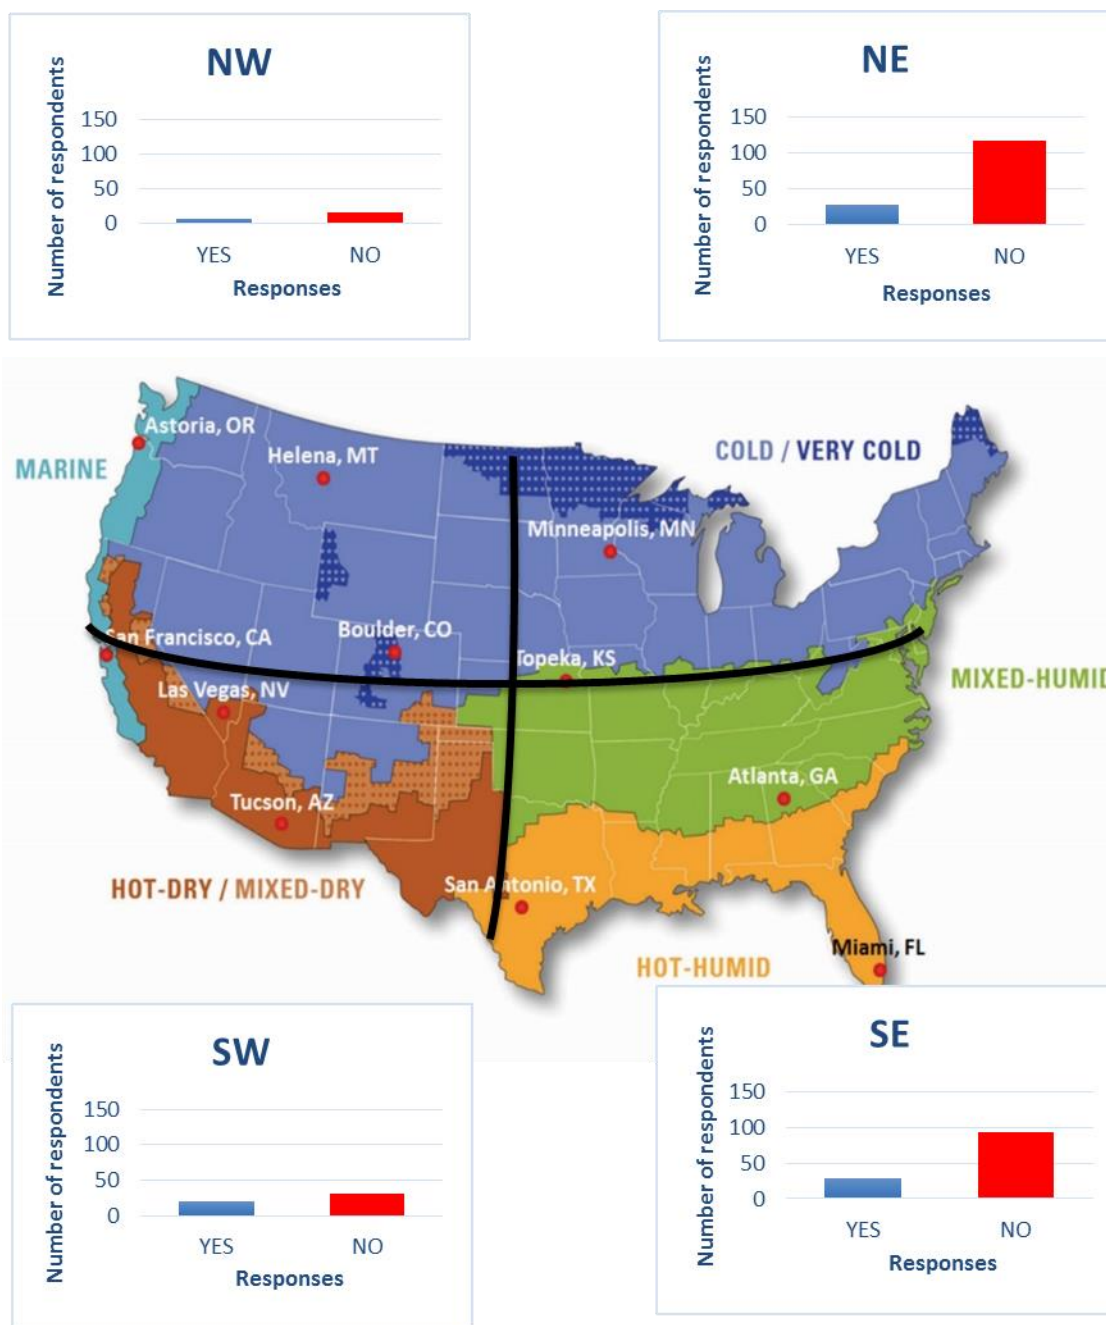 NW
Number of respondents
150
100
50
0
YES NO
Responses
NE
Number of respondents
150
100
50
0
YES NO
Responses
Astoria, OR
MARINE
Helena, MT
COLD / VERY COLD
Minneapolis, MN
San Francisco, CA
Boulder, CO
Topeka, KS
Las Vegas, NV
MIXED-HUMID
Atlanta, GA
Tucson, AZ
HOT-DRY / MIXED-DRY
San Antonio, TX
Miami, FL
HOT-HUMID
SW
Number of respondents
150
100
50
0
YES NO
Responses
SE
Number of respondents
150
100
50
0
YES NO
Responses